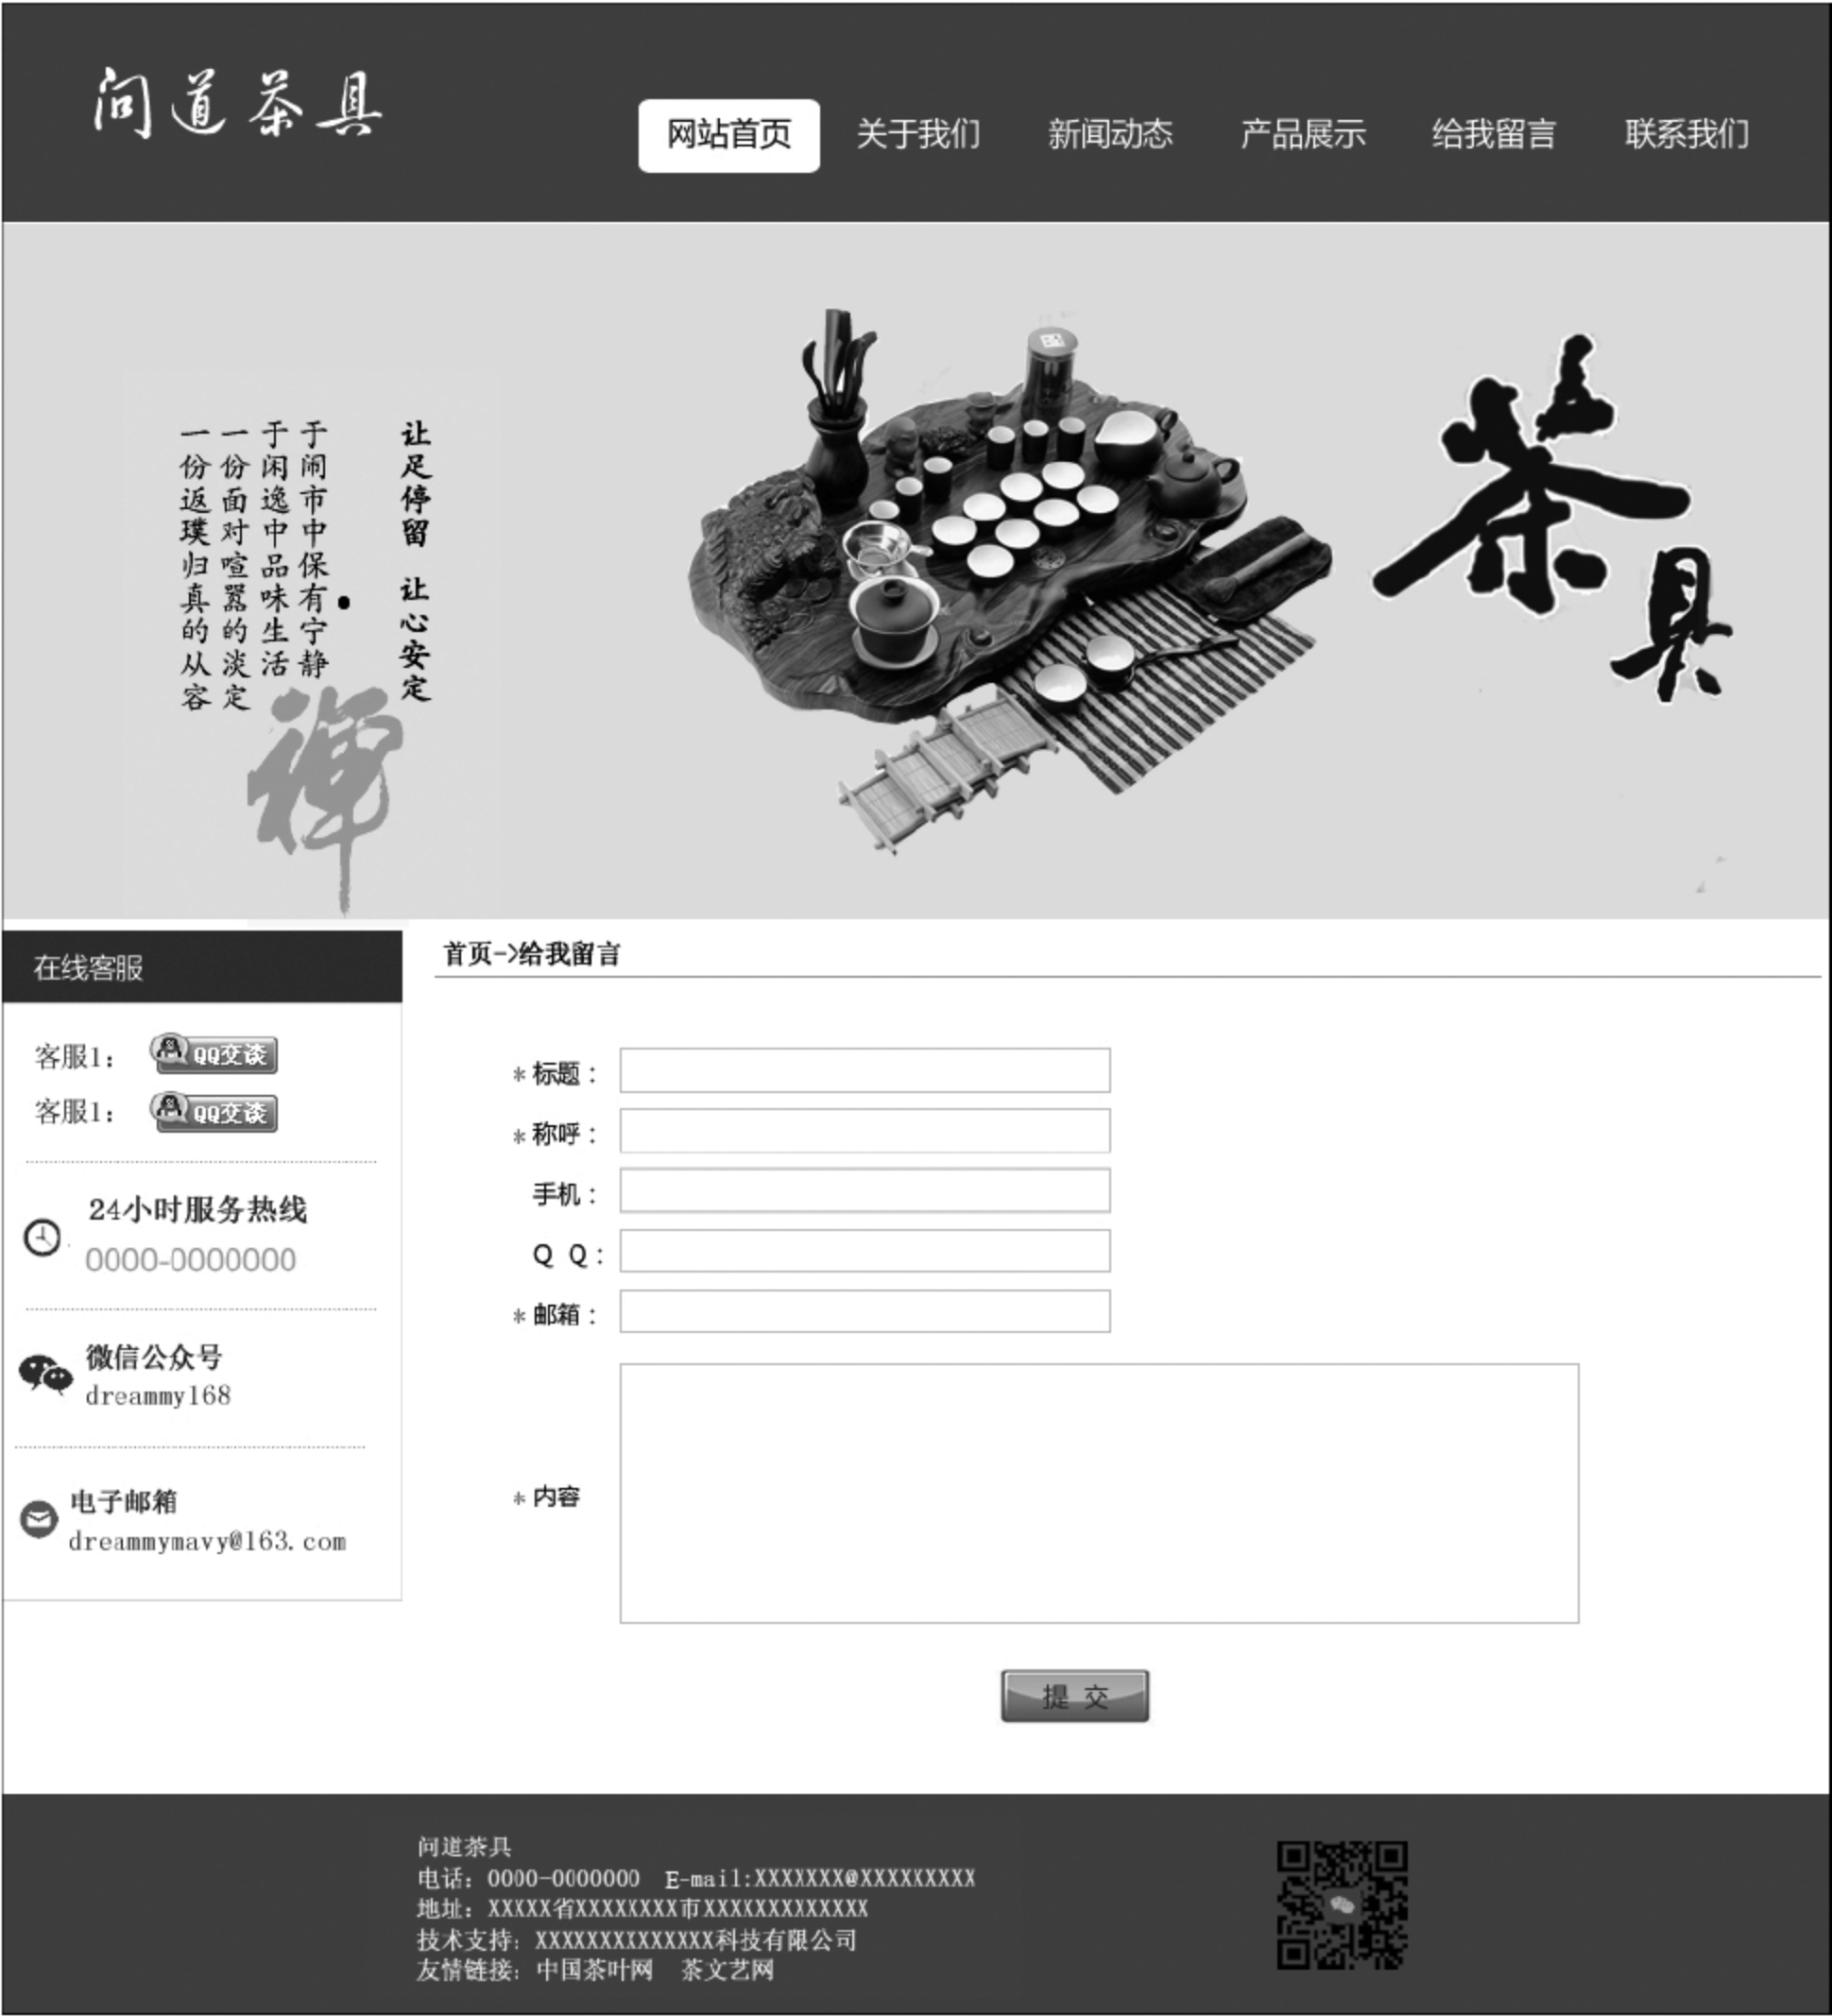 问道茶具
网站首页 关于我们 新闻动态 产品展示 给我留言 联系我们
让足停留 让心安定
于闹市中保有宁静
于闲逸中品味生活
一份面对喧嚣的淡定
一份返璞归真的从容
禅
茶具
在线客服
客服1： QQ交谈
客服1： QQ交谈
24小时服务热线
0000-0000000
微信公众号
dreammy168
电子邮箱
dreammymavy@163.com
首页->给我留言
*标题：
*称呼：
手机：
Q Q：
*邮箱：
*内容
提 交
问道茶具
电话：0000-0000000 E-mail:XXXXXXX@XXXXXXXXX
地址：XXXXX省XXXXXXXX市XXXXXXXXXXXXX
技术支持：XXXXXXXXXXXXXX科技有限公司
友情链接：中国茶叶网 茶文艺网